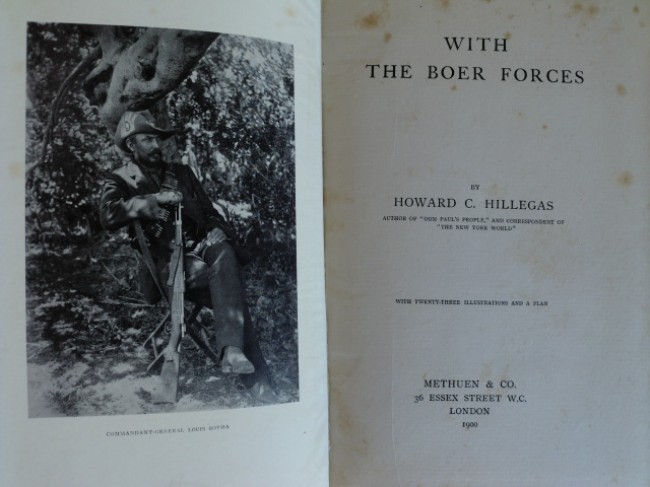 COMMANDANT-GENERAL LOUIS BOTHA
WITH
THE BOER FORCES
BY
HOWARD C. HILLEGAS
AUTHOR OF "OOM PAUL'S PEOPLE," AND CORRESPONDENT OF
"THE NEW YORK WORLD"
WITH TWENTY-THREE ILLUSTRATIONS AND A PLAN
METHUEN & CO.
36 ESSEX STREET W.C.
LONDON
1900